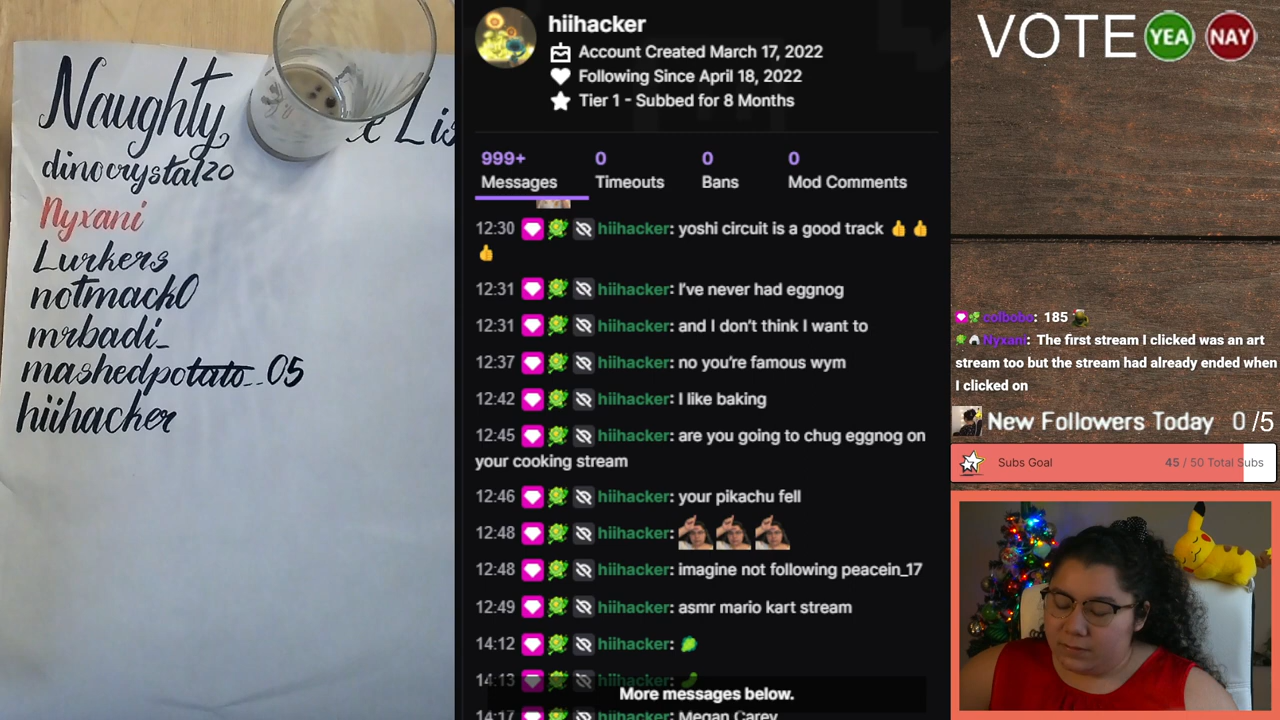 Naughty
dinocrystal20
Nyxani
Lurkers
notmack0
mrbadi_
mashedpotato_05
hiihacker
hiihacker
Account Created March 17, 2022
Following Since April 18, 2022
Tier 1 - Subbed for 8 Months
999+ 0 0 0
Messages Timeouts Bans Mod Comments
12:30 hiihacker: yoshi circuit is a good track 👍 👍
👍
12:31 hiihacker: I've never had eggnog
12:31 hiihacker: and I don't think I want to
12:37 hiihacker: no you're famous wym
12:42 hiihacker: I like baking
12:45 hiihacker: are you going to chug eggnog on
your cooking stream
12:46 hiihacker: your pikachu fell
12:48 hiihacker:
12:48 hiihacker: imagine not following peacein_17
12:49 hiihacker: asmr mario kart stream
14:12 hiihacker:
14:13 hiihacker:
More messages below.
14:17 hiihacker: Megan Carey
VOTE YEA NAY
colbobo: 185
Nyxani: The first stream I clicked was an art
stream too but the stream had already ended when
I clicked on
New Followers Today 0 /5
Subs Goal 45 / 50 Total Subs